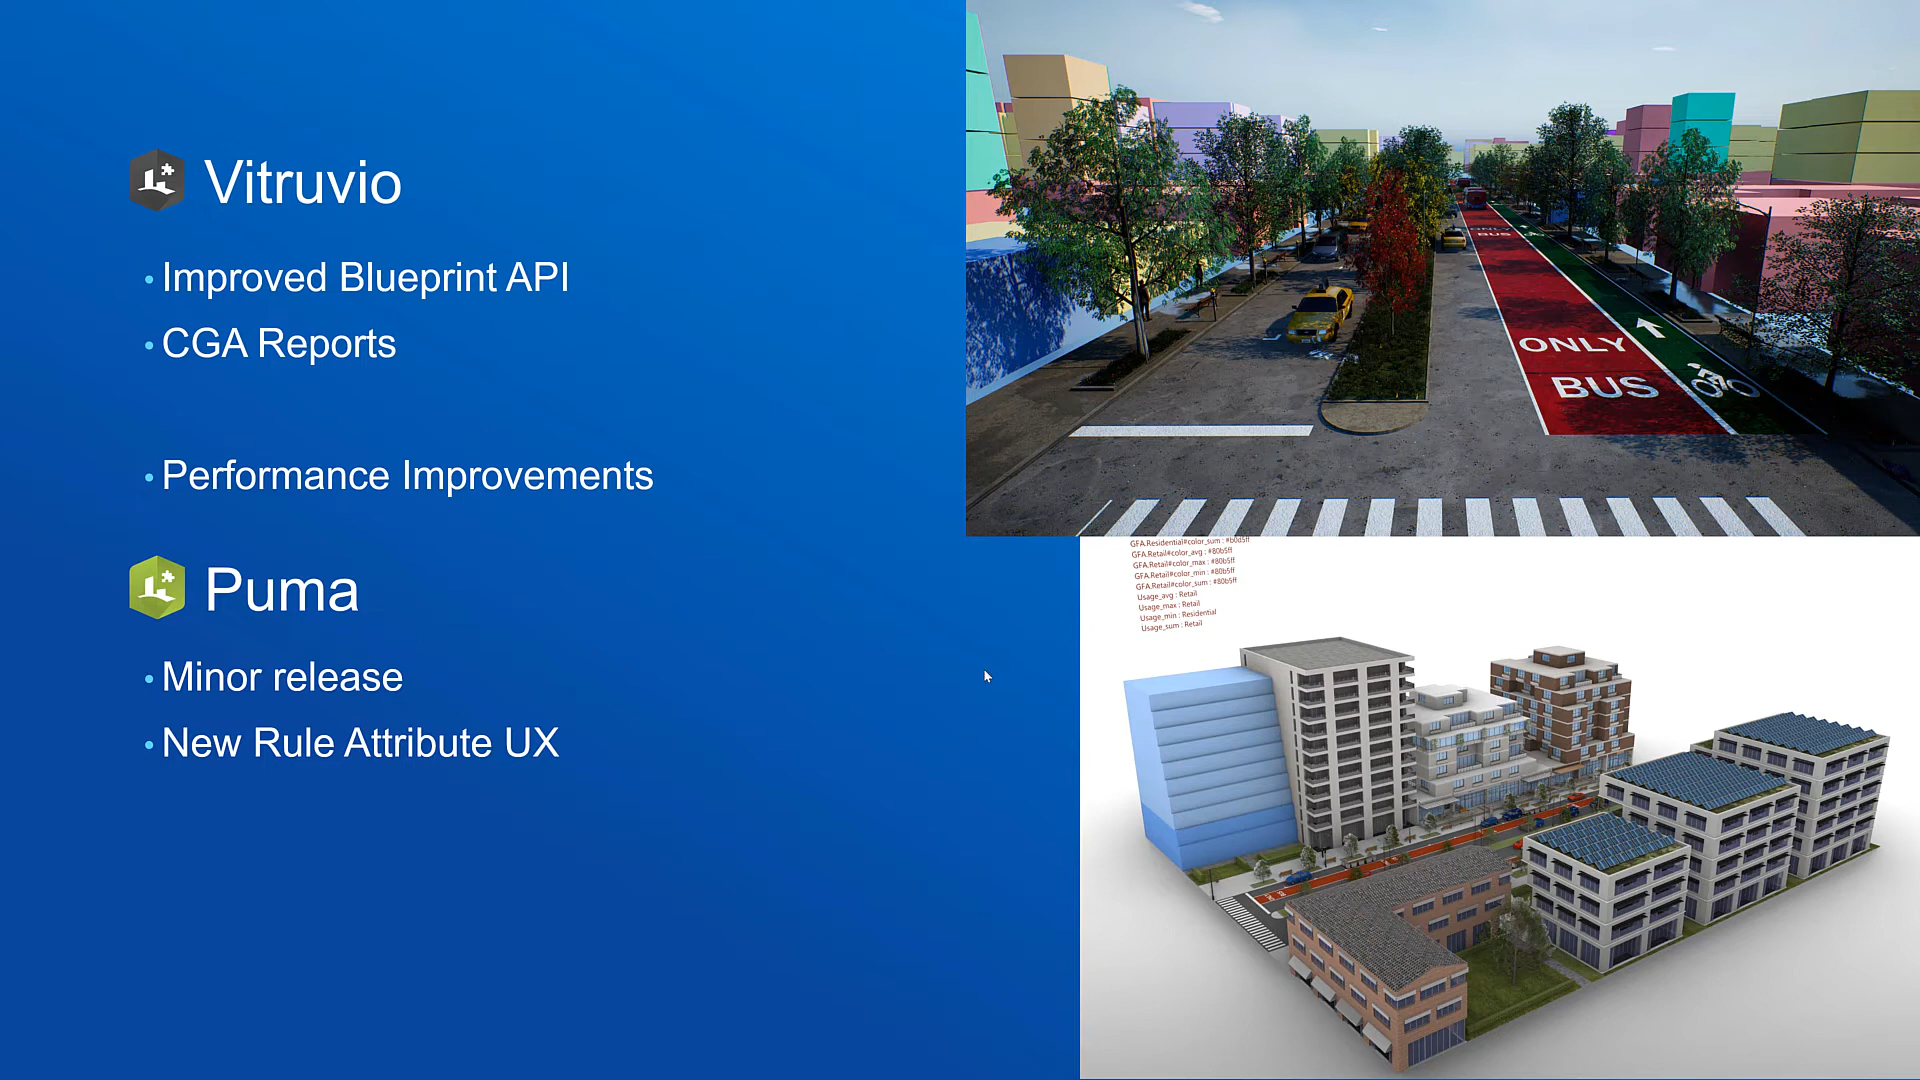 Vitruvio
• Improved Blueprint API
• CGA Reports
• Performance Improvements
Puma
• Minor release
• New Rule Attribute UX
ONLY
BUS
ONLY
BUS
GFA.Residential#color_sum : #b0d5ff
GFA.Retail#color_avg : #80b5ff
GFA.Retail#color_max : #80b5ff
GFA.Retail#color_min : #80b5ff
GFA.Retail#color_sum : #80b5ff
Usage_avg : Retail
Usage_max : Retail
Usage_min : Residential
Usage_sum : Retail